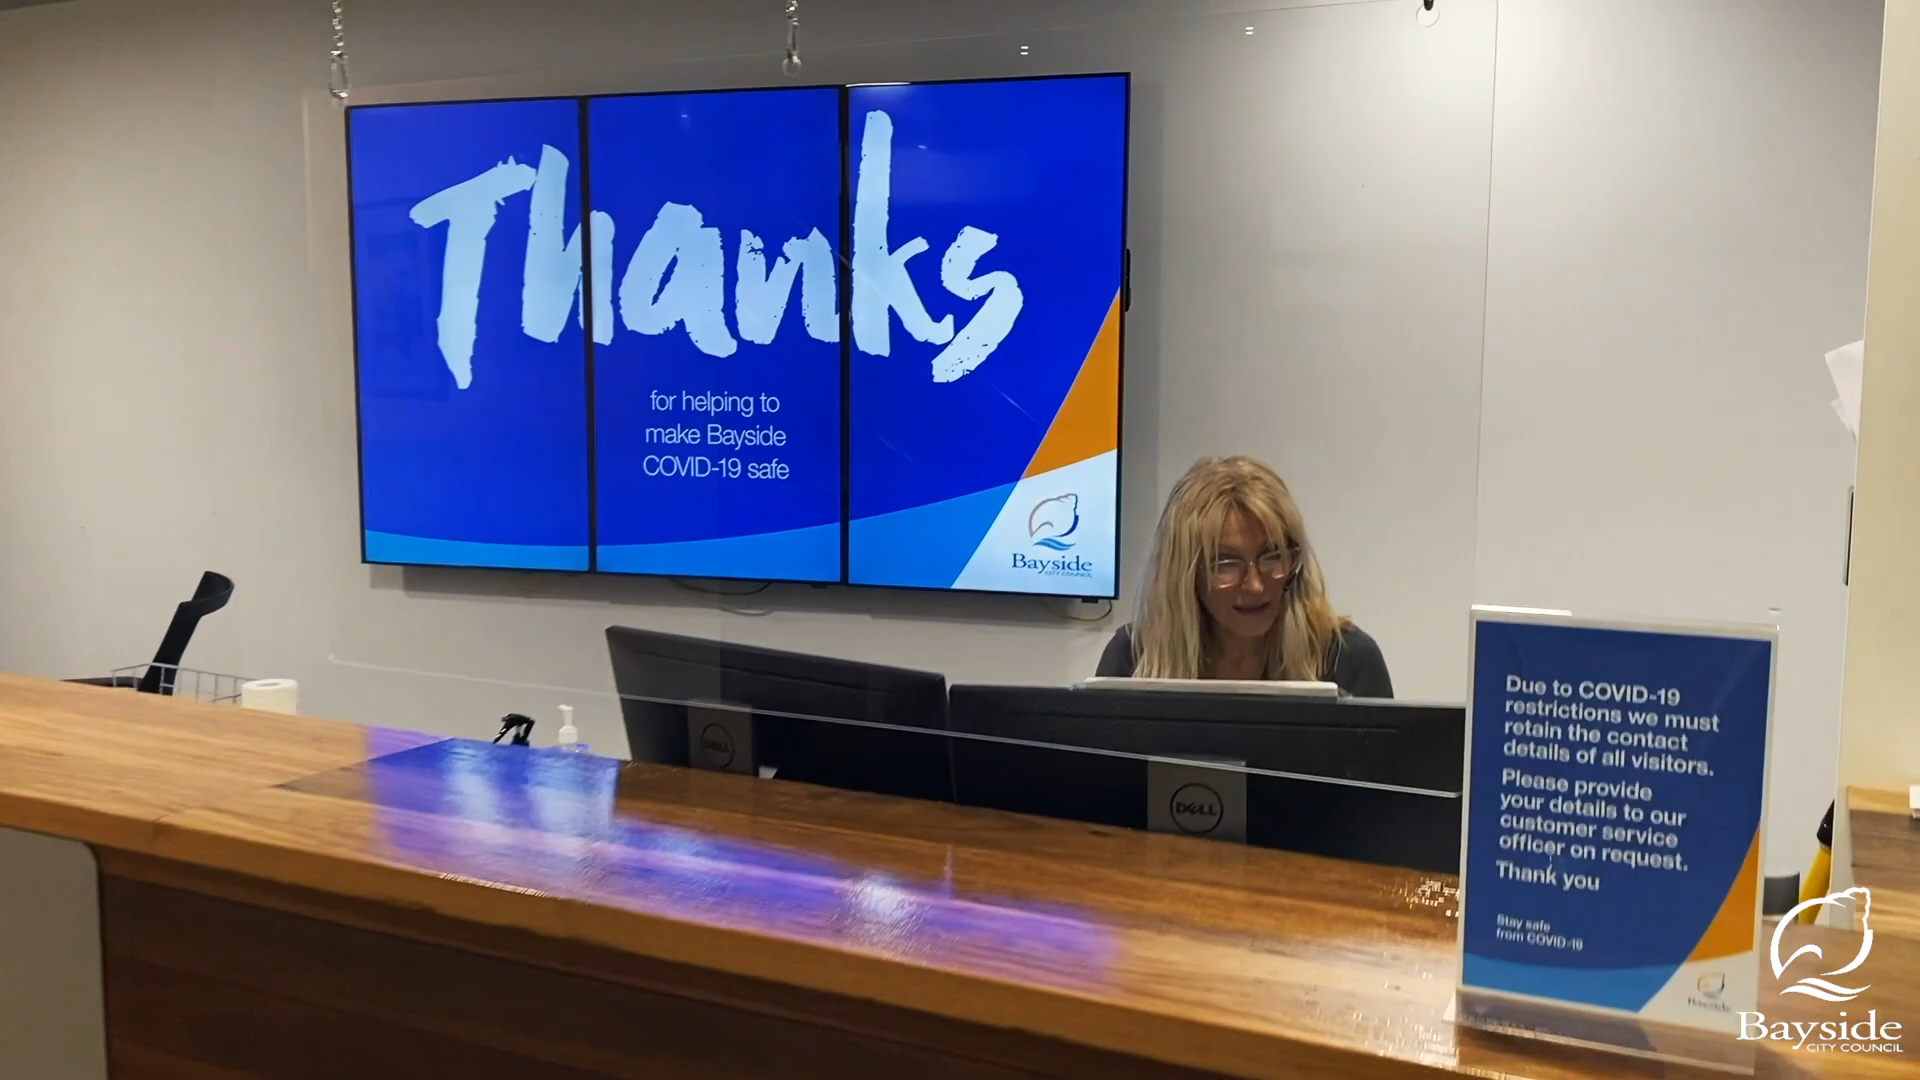 Thanks
for helping to
make Bayside
COVID-19 safe
Bayside
CITY COUNCIL
DELL
DELL
Due to COVID-19
restrictions we must
retain the contact
details of all visitors.
Please provide
your details to our
customer service
officer on request.
Thank you
Stay safe
from COVID-19
Bayside
Bayside
CITY COUNCIL